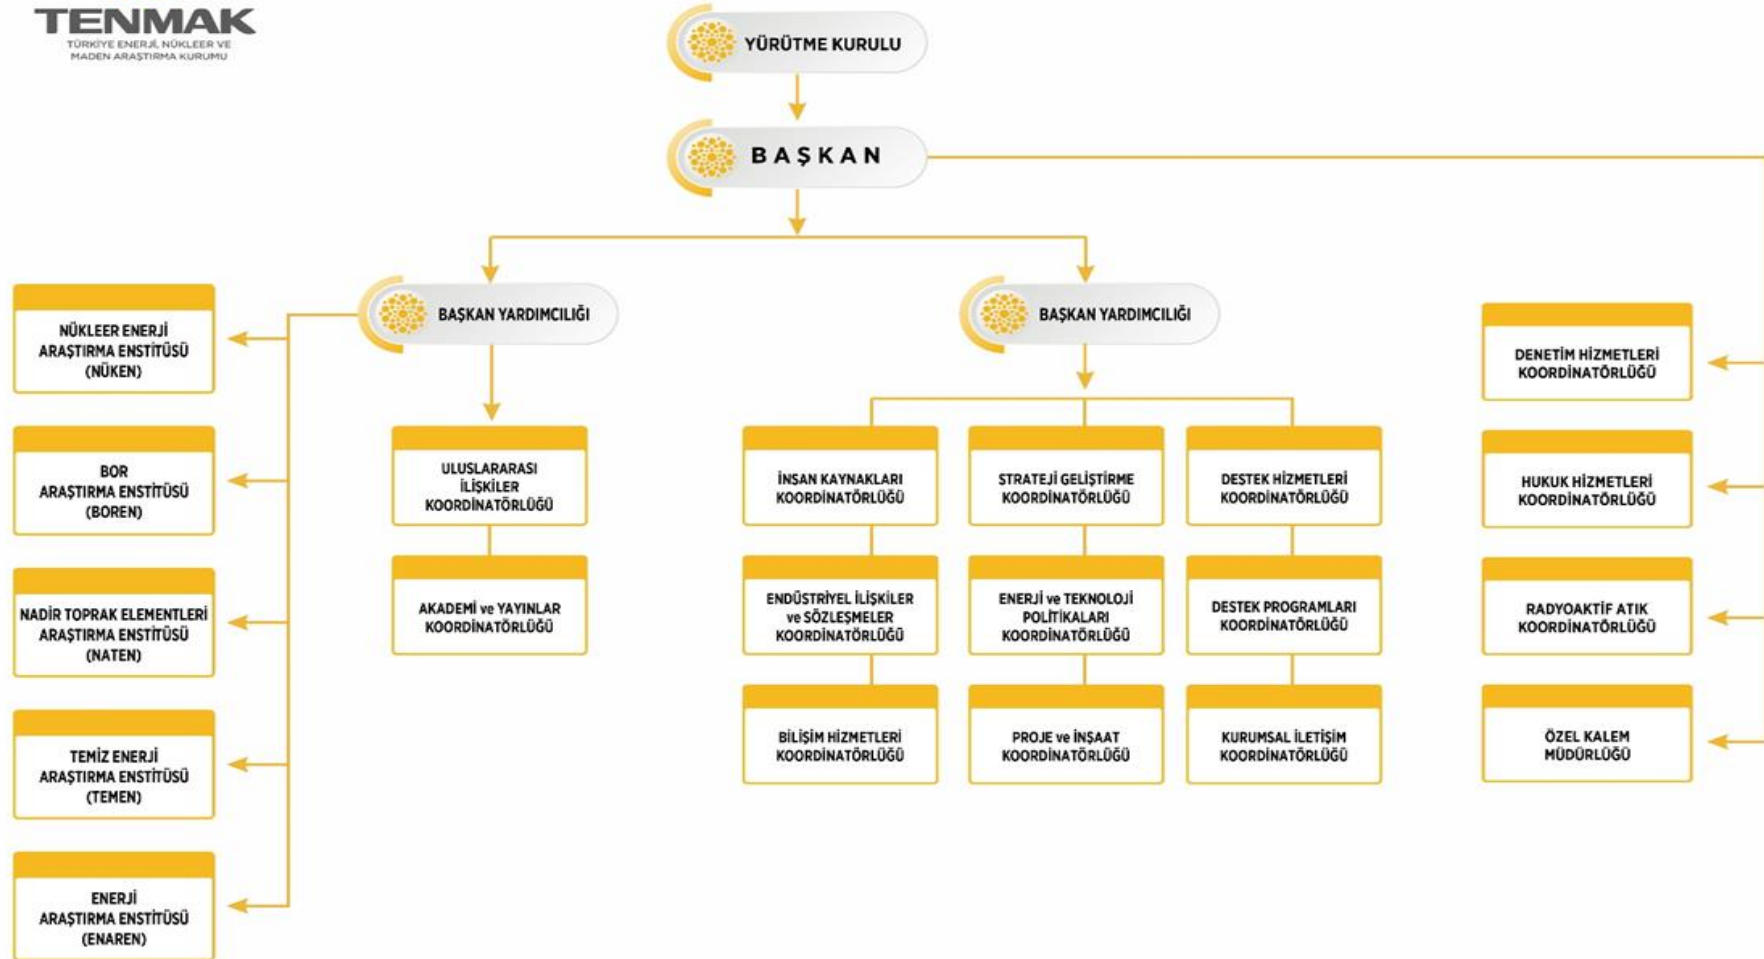 TENMAK
TÜRKİYE ENERJİ, NÜKLEER VE
MADEN ARAŞTIRMA KURUMU
YÜRÜTME KURULU
BAŞKAN
BAŞKAN YARDIMCILIĞI
BAŞKAN YARDIMCILIĞI
NÜKLEER ENERJİ
ARAŞTIRMA ENSTİTÜSÜ
(NÜKEN)
BOR
ARAŞTIRMA ENSTİTÜSÜ
(BOREN)
NADİR TOPRAK ELEMENTLERİ
ARAŞTIRMA ENSTİTÜSÜ
(NATEN)
TEMİZ ENERJİ
ARAŞTIRMA ENSTİTÜSÜ
(TEMEN)
ENERJİ
ARAŞTIRMA ENSTİTÜSÜ
(ENAREN)
ULUSLARARASI
İLİŞKİLER
KOORDİNATÖRLÜĞÜ
AKADEMİ ve YAYINLAR
KOORDİNATÖRLÜĞÜ
İNSAN KAYNAKLARI
KOORDİNATÖRLÜĞÜ
ENDÜSTRİYEL İLİŞKİLER
ve SÖZLEŞMELER
KOORDİNATÖRLÜĞÜ
BİLİŞİM HİZMETLERİ
KOORDİNATÖRLÜĞÜ
STRATEJİ GELİŞTİRME
KOORDİNATÖRLÜĞÜ
ENERJİ ve TEKNOLOJİ
POLİTİKALARI
KOORDİNATÖRLÜĞÜ
PROJE ve İNŞAAT
KOORDİNATÖRLÜĞÜ
DESTEK HİZMETLERİ
KOORDİNATÖRLÜĞÜ
DESTEK PROGRAMLARI
KOORDİNATÖRLÜĞÜ
KURUMSAL İLETİŞİM
KOORDİNATÖRLÜĞÜ
DENETİM HİZMETLERİ
KOORDİNATÖRLÜĞÜ
HUKUK HİZMETLERİ
KOORDİNATÖRLÜĞÜ
RADYOAKTİF ATIK
KOORDİNATÖRLÜĞÜ
ÖZEL KALEM
MÜDÜRLÜĞÜ